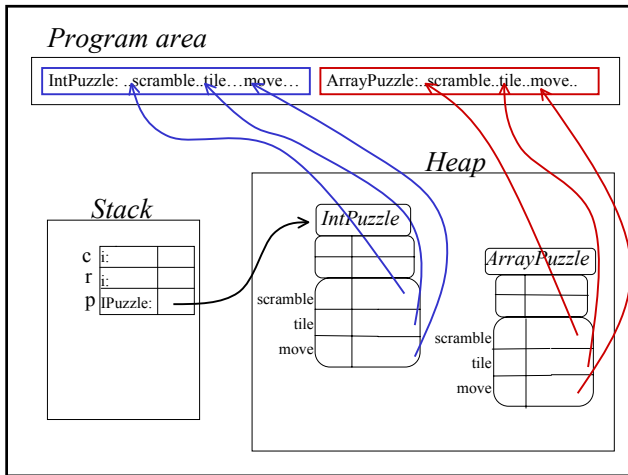 Program area
IntPuzzle: ..scramble..tile…move…
ArrayPuzzle:..scramble..tile..move..
Heap
Stack
IntPuzzle
c i:
r i:
p IPuzzle:
ArrayPuzzle
scramble
tile
move
scramble
tile
move